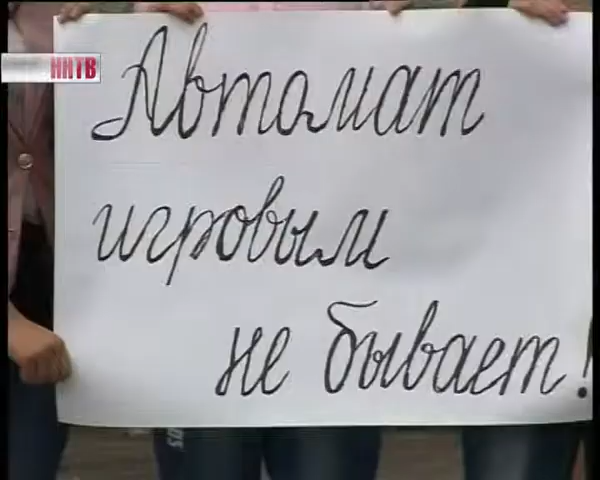 ННТВ
Автомат
игровым
не бывает!